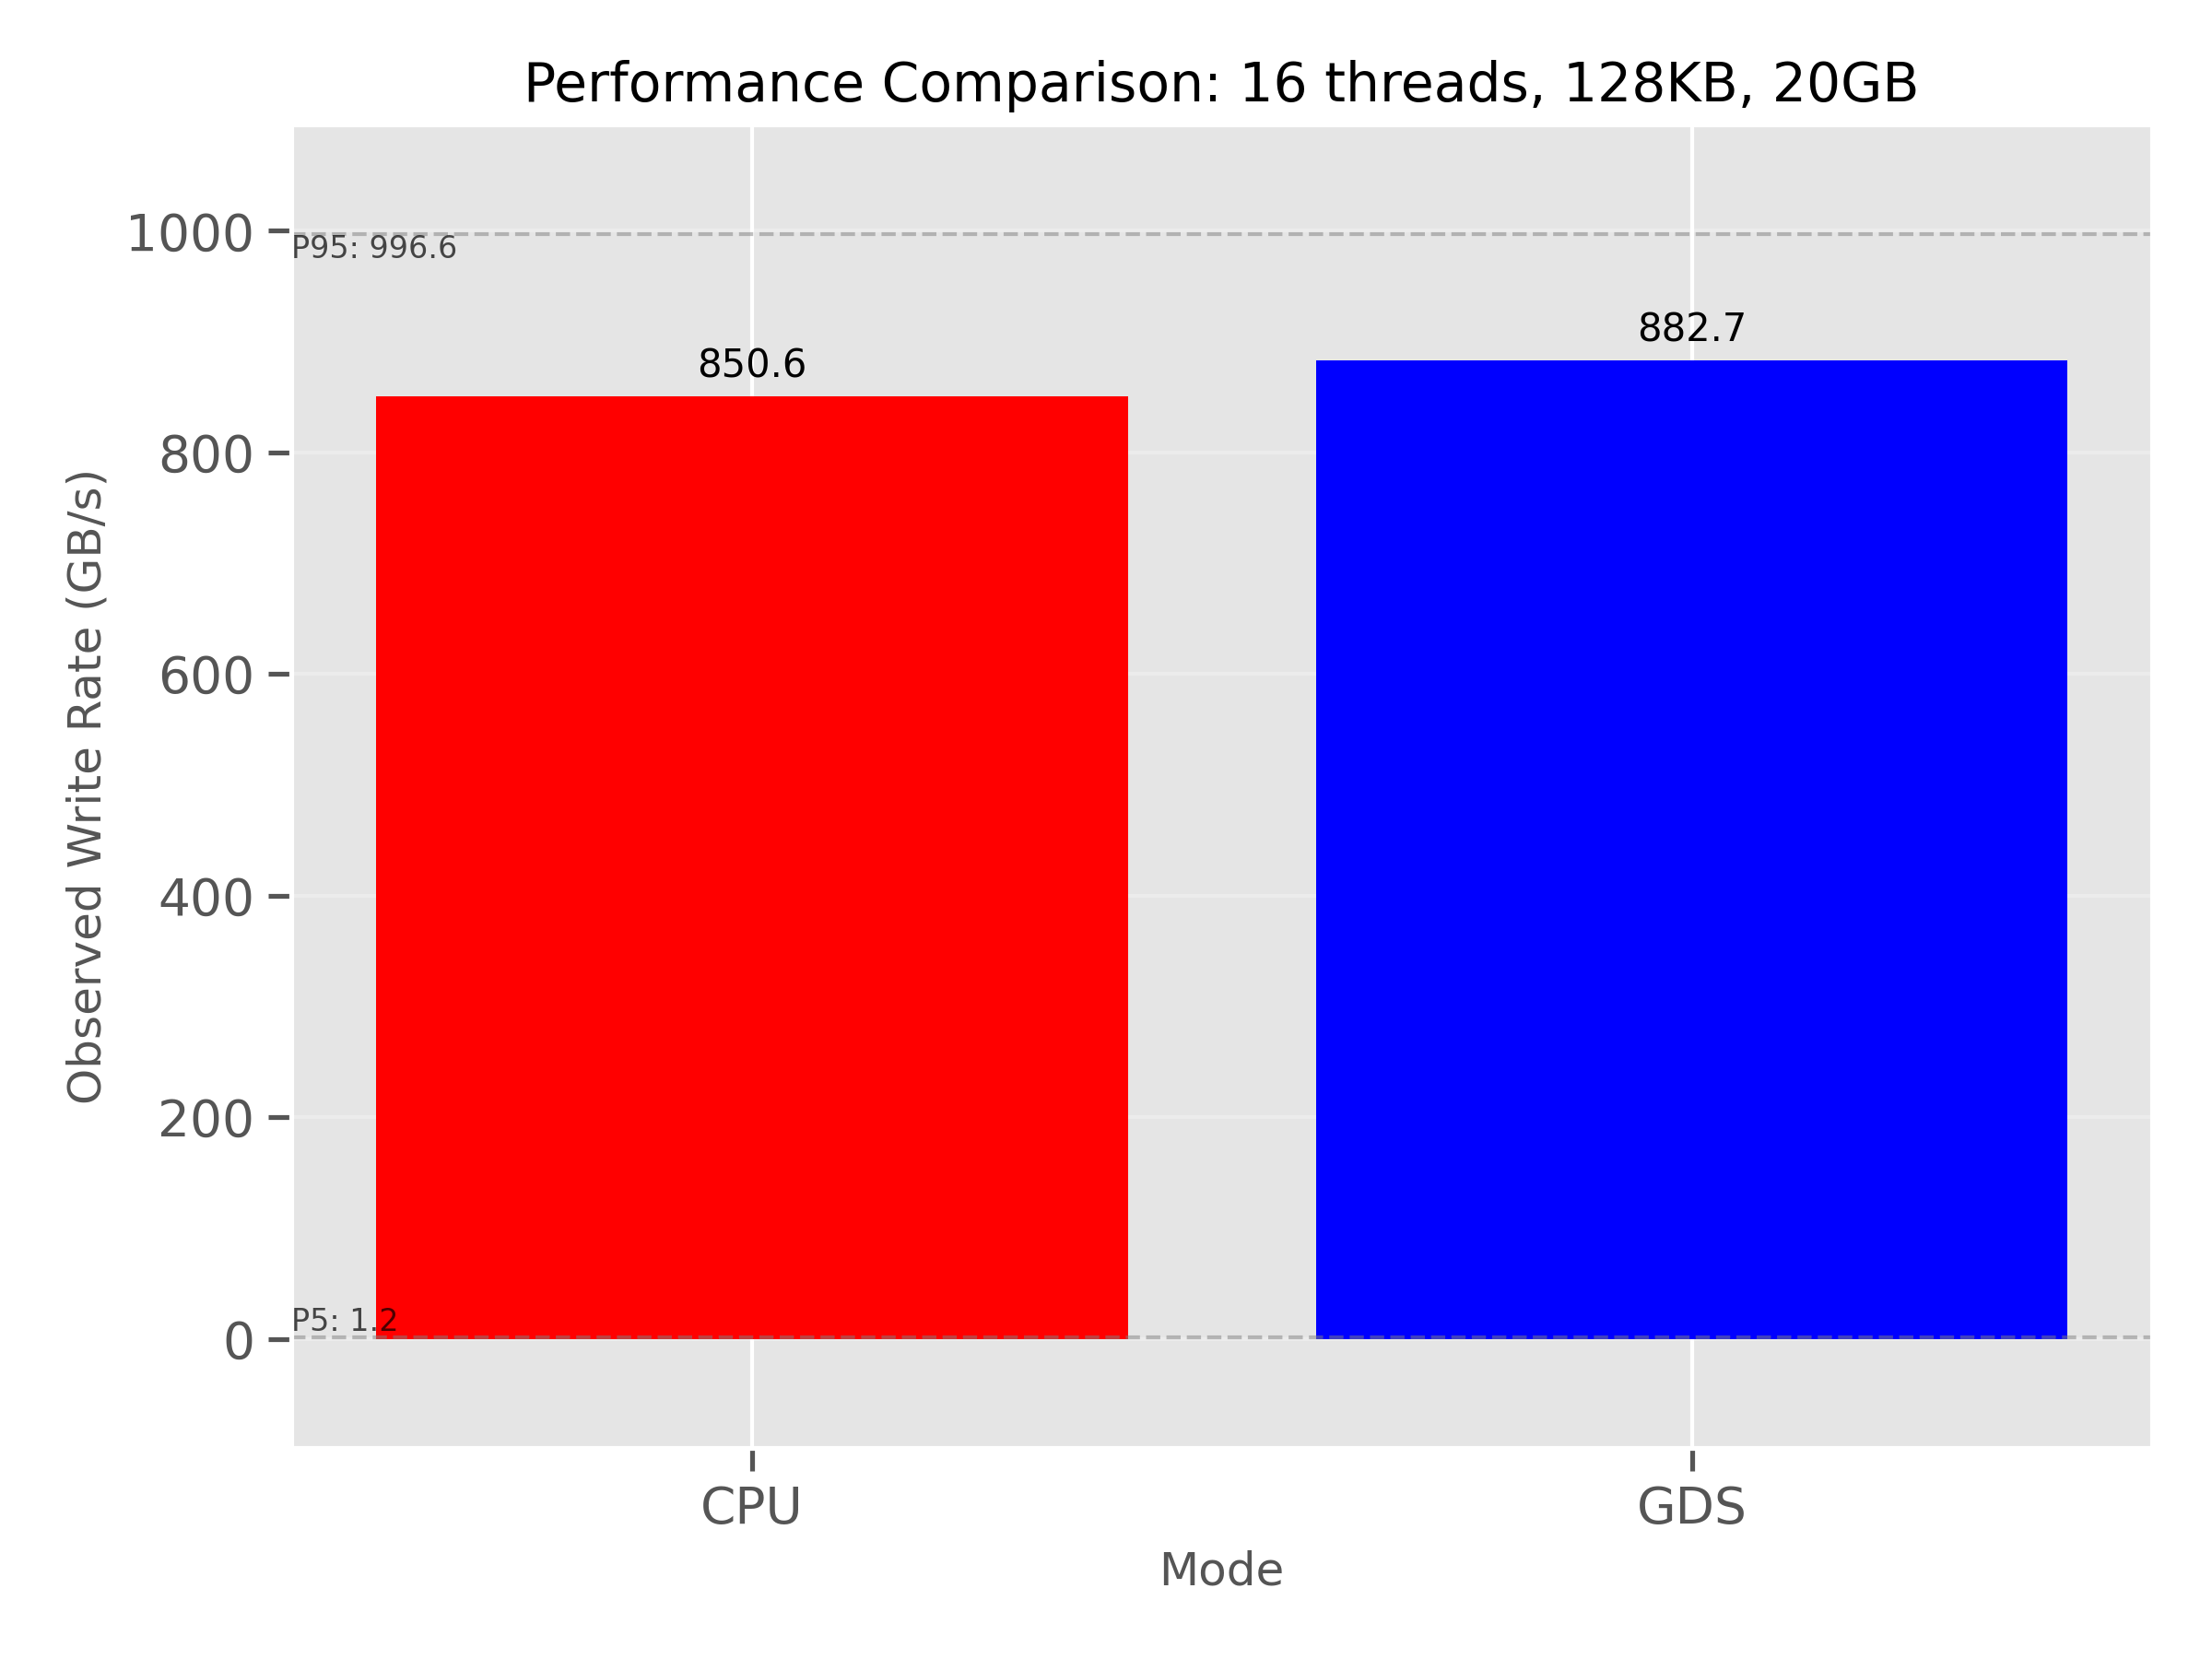 Performance Comparison: 16 threads, 128KB, 20GB
Observed Write Rate (GB/s)
1000
P95: 996.6
882.7
850.6
800
600
400
200
P5: 1.2
0
CPU
GDS
Mode